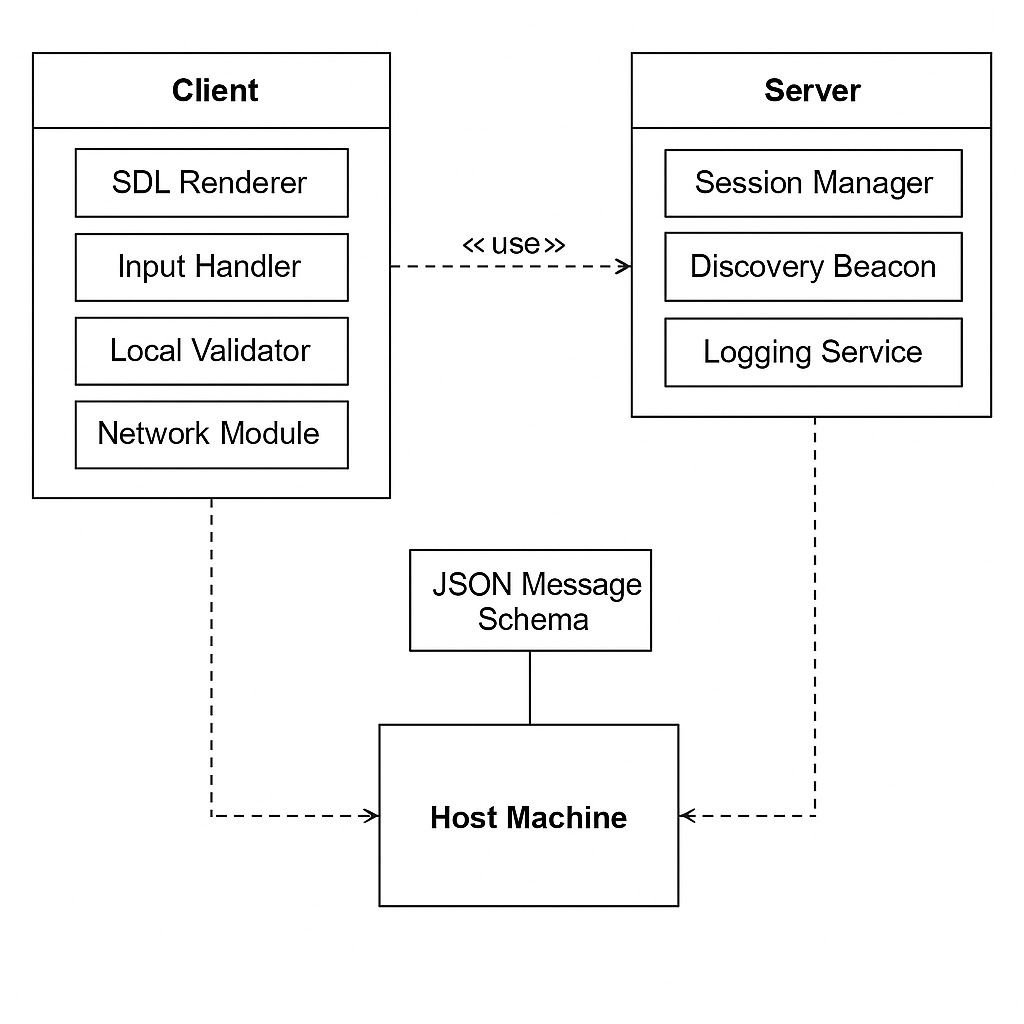 Client
SDL Renderer
Input Handler
Local Validator
Network Module
«use»
Server
Session Manager
Discovery Beacon
Logging Service
JSON Message
Schema
Host Machine